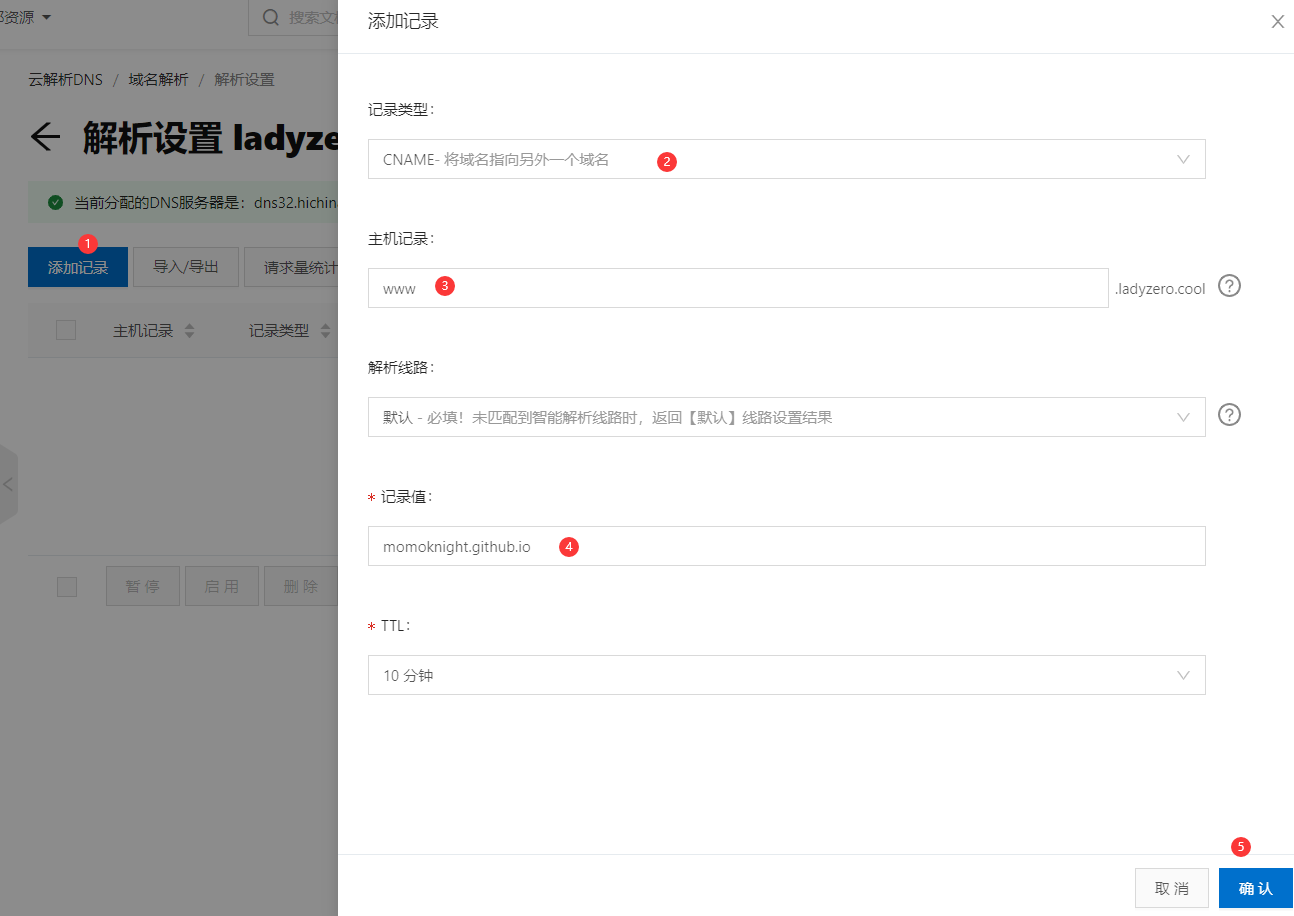 部资源
搜索文
添加记录
云解析DNS / 域名解析 / 解析设置
解析设置 ladyze
当前分配的DNS服务器是：dns32.hichin
1
添加记录
导入/导出
请求量统计
主机记录
记录类型
暂 停
启 用
删 除
记录类型：
CNAME- 将域名指向另外一个域名
2
主机记录：
www
3
.ladyzero.cool
?
解析线路：
默认 - 必填！未匹配到智能解析线路时，返回【默认】线路设置结果
?
* 记录值：
momoknight.github.io
4
* TTL：
10 分钟
5
取 消
确 认